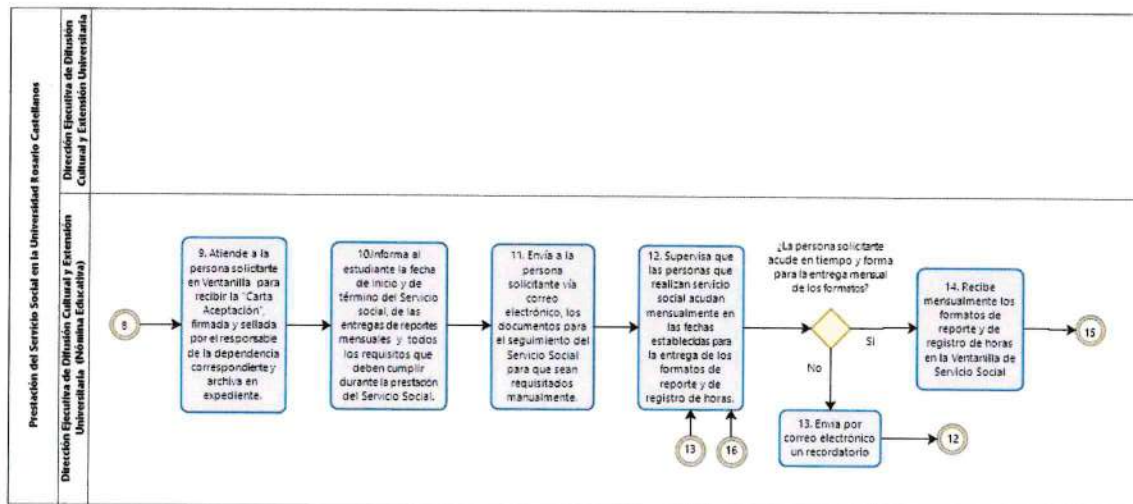 Prestación del Servicio Social en la Universidad Rosario Castellanos
Dirección Ejecutiva de Difusión
Cultural y Extensión Universitaria
Dirección Ejecutiva de Difusión Cultural y Extensión
Universitaria (Nómina Educativa)
8
9. Atiende a la
persona solicitante
en Ventanilla para
recibir la "Carta
Aceptación",
firmada y sellada
por el responsable
de la dependencia
correspondiente y
archiva en
expediente.
10.Informa al
estudiante la fecha
de inicio y de
término del Servicio
social, de las
entregas de reportes
mensuales y todos
los requisitos que
deben cumplir
durante la prestación
del Servicio Social.
11. Envía a la
persona
solicitante vía
correo
electrónico, los
documentos para
el seguimiento del
Servicio Social
para que sean
requisitados
manualmente.
12. Supervisa que
las personas que
realizan servicio
social acudan
mensualmente en
las fechas
establecidas para
la entrega de los
formatos de
reporte y de
registro de horas.
13
16
¿La persona solicitante
acude en tiempo y forma
para la entrega mensual
de los formatos?
Si
No
13. Envía por
correo electrónico
un recordatorio
12
14. Recibe
mensualmente los
formatos de
reporte y de
registro de horas
en la Ventanilla de
Servicio Social
15